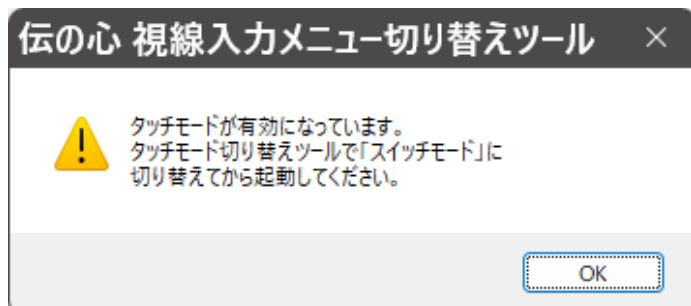 伝の心 視線入力メニュー切り替えツール
タッチモードが有効になっています。
タッチモード切り替えツールで「スイッチモード」に
切り替えてから起動してください。
OK